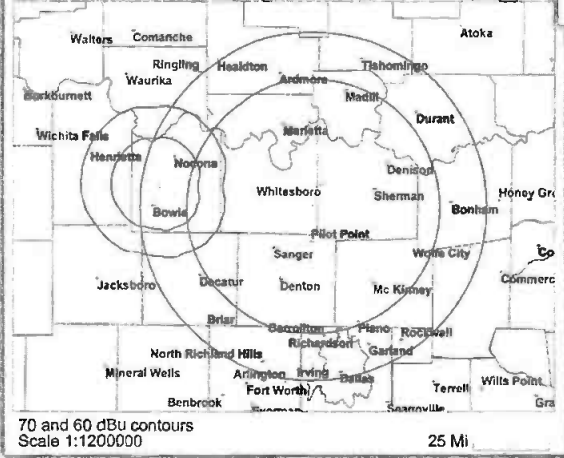 Walters
Comanche
Atoka
Ringling
Healdton
Tishomingo
Waurika
Ardmore
Burkburnett
Madill
Durant
Wichita Falls
Marietta
Henrietta
Nocona
Denison
Whitesboro
Sherman
Honey Gr
Bowie
Bonham
Pilot Point
Sanger
Wolfe City
Co
Jacksboro
Decatur
Denton
Mc Kinney
Commerc
Briar
Carrollton
Plano
Rockwall
Richardson
Garland
North Richland Hills
Mineral Wells
Arlington
Irving
Dallas
Fort Worth
Terrell
Wills Point
Benbrook
Everman
Seagoville
Gra
70 and 60 dBu contours
Scale 1:1200000
25 Mi